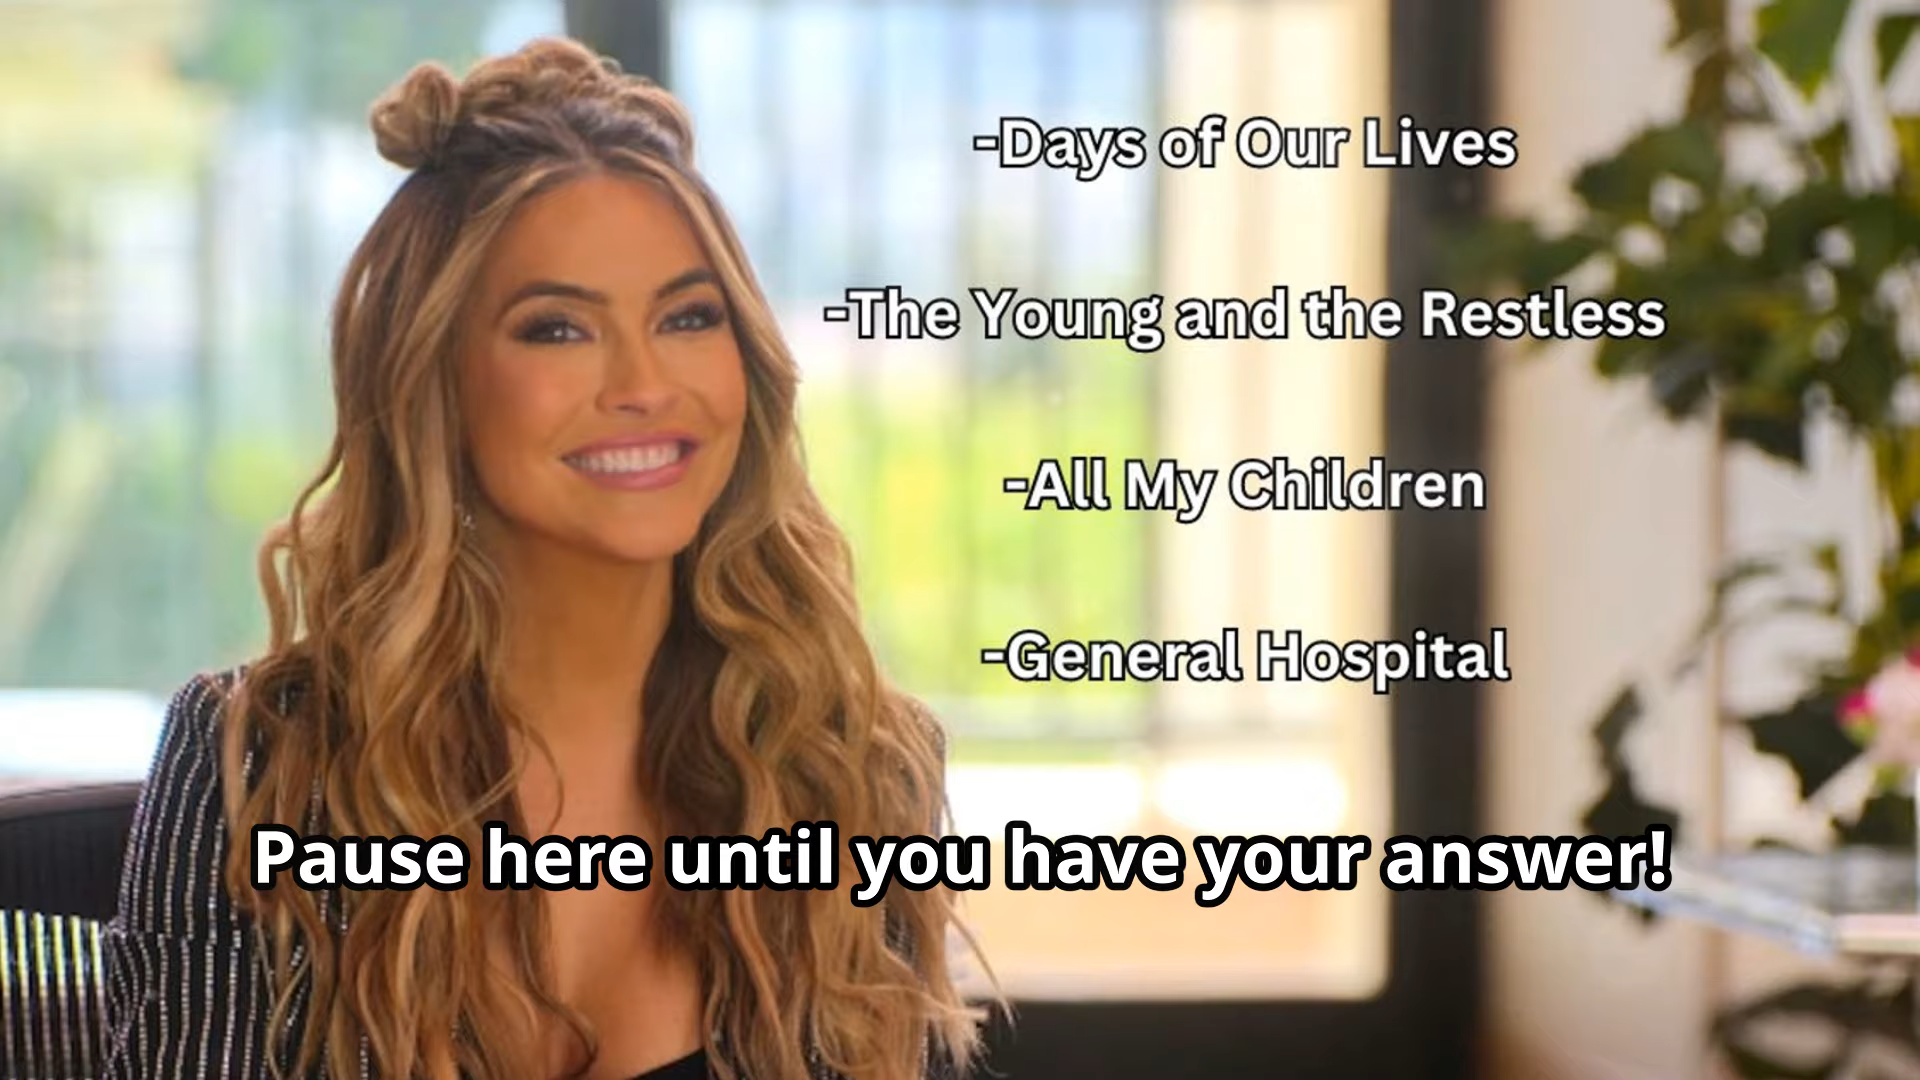 -Days of Our Lives
-The Young and the Restless
-All My Children
-General Hospital
Pause here until you have your answer!